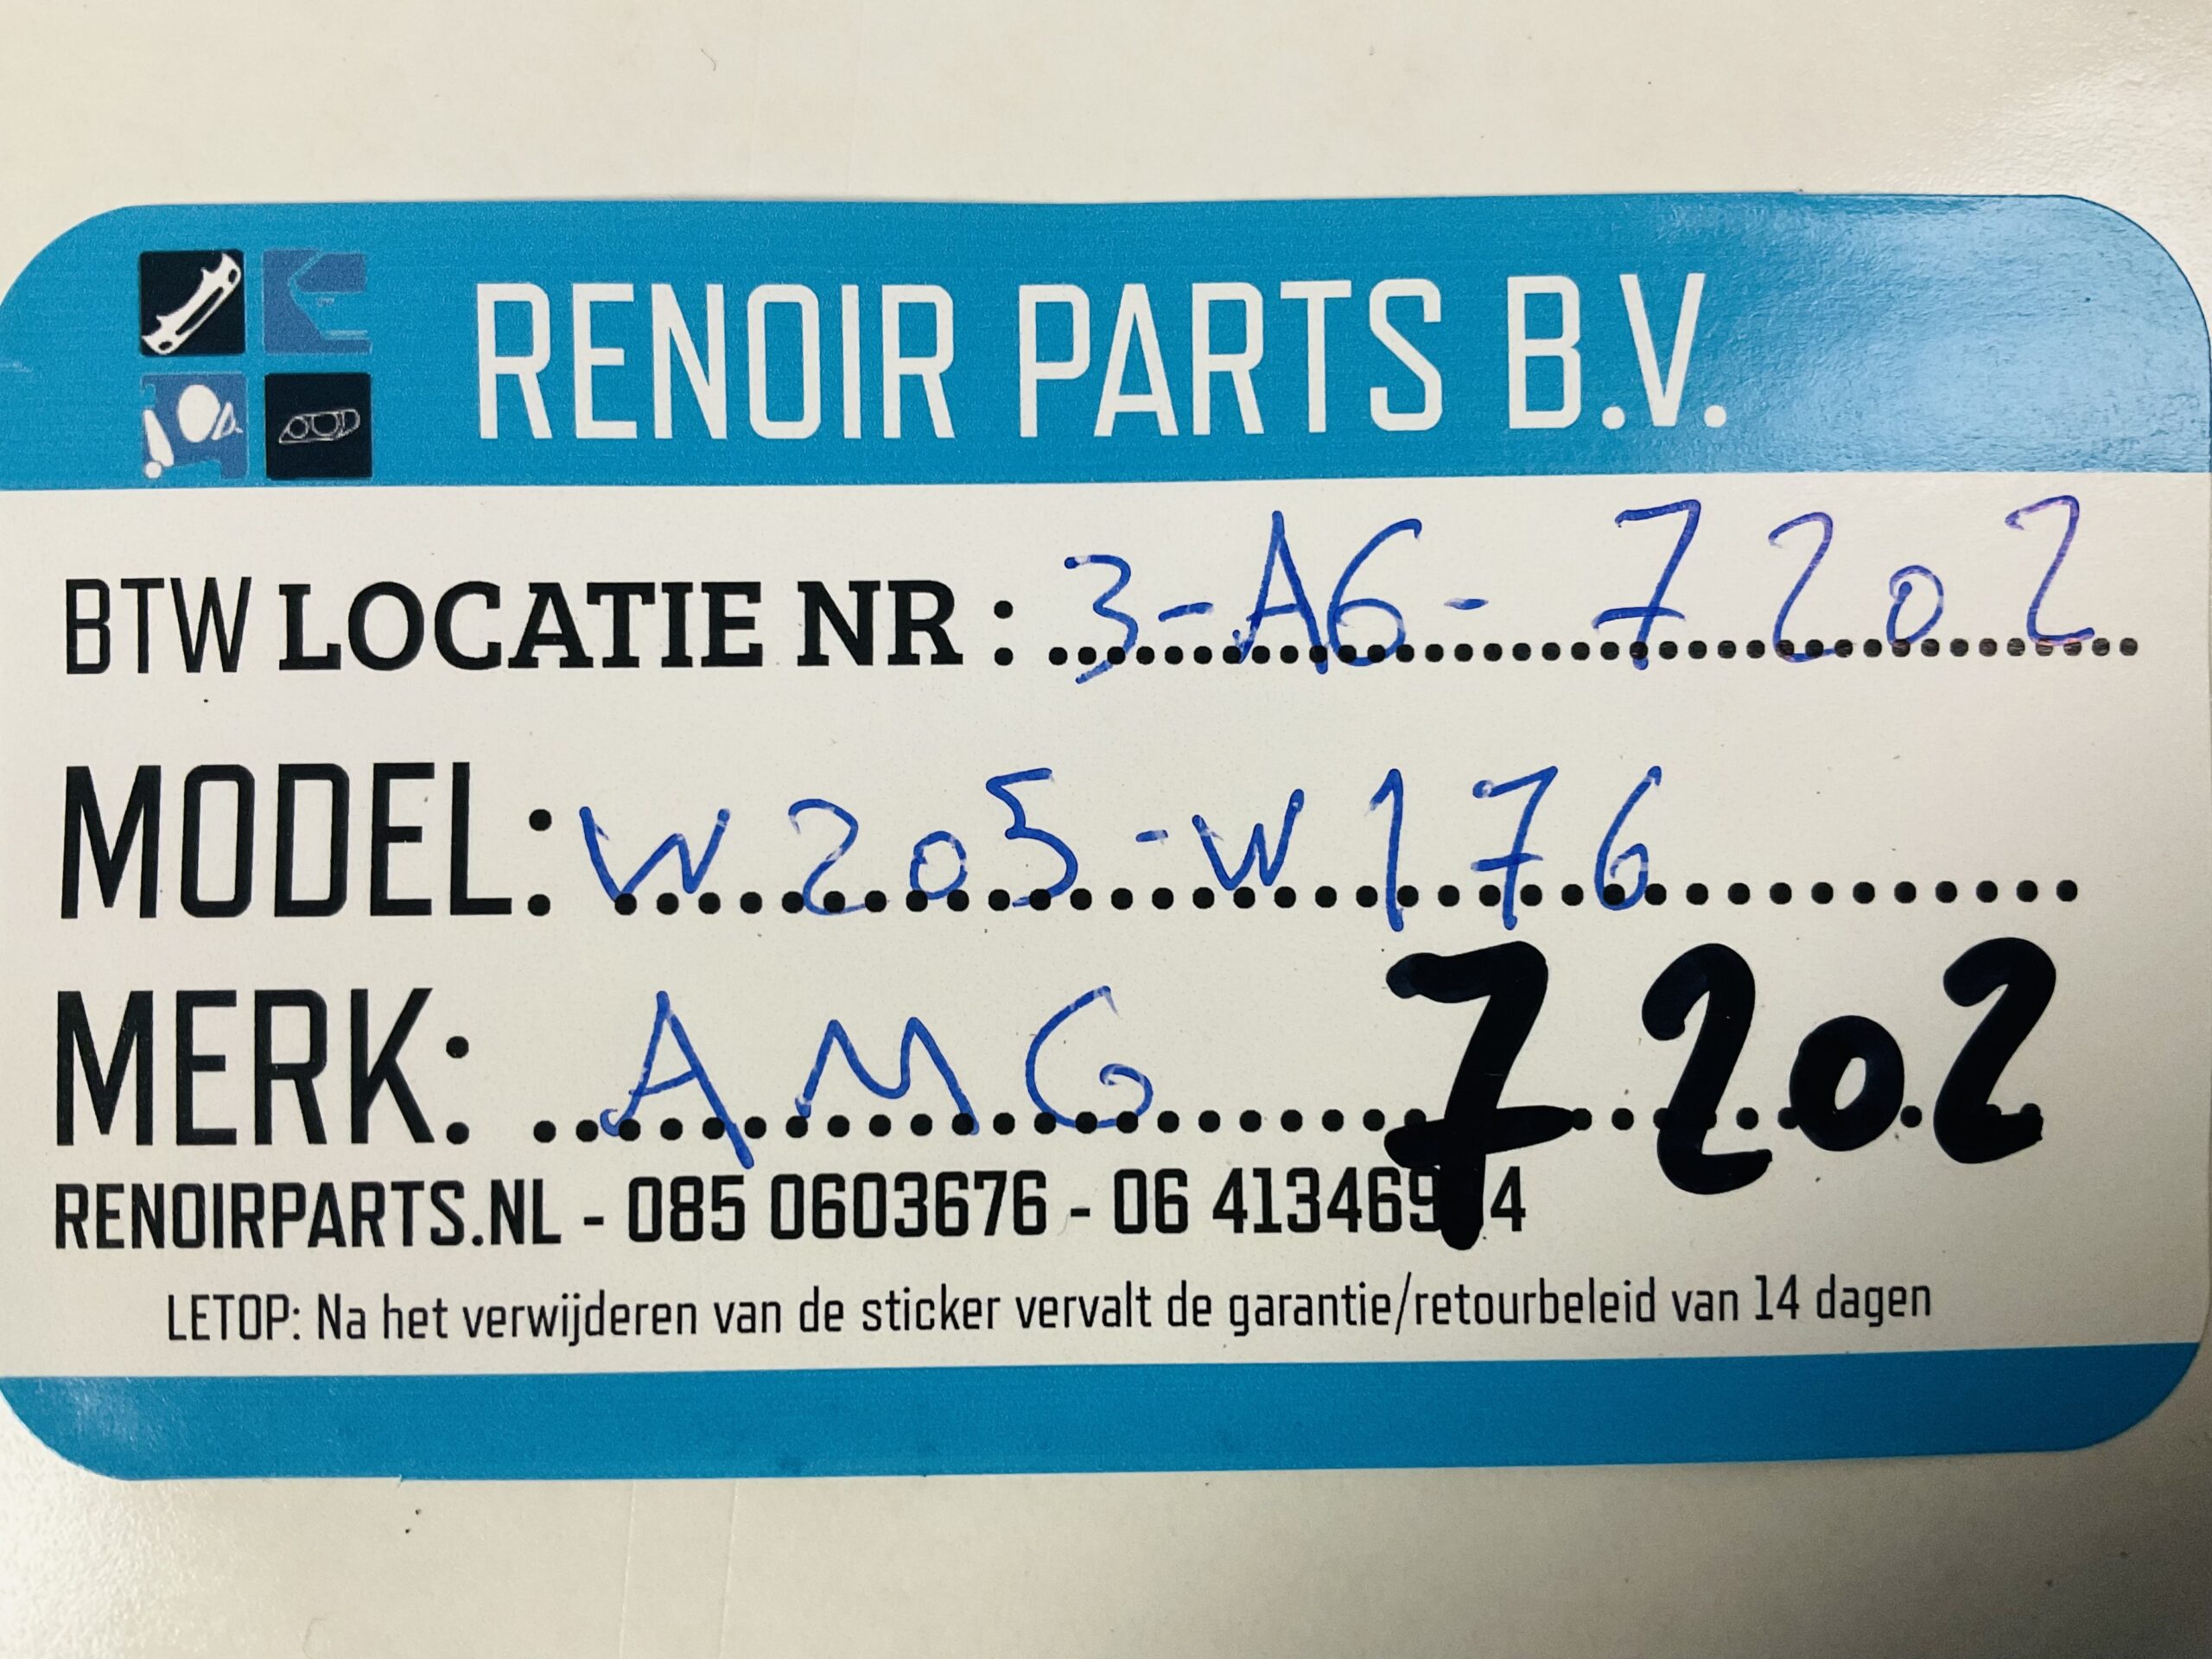 RENOIR PARTS B.V.
BTW LOCATIE NR : 3-A6-7202
MODEL: W205-W176
MERK: AMG 7202
RENOIRPARTS.NL - 085 0603676 - 06
LETOP: Na het verwijderen van de sticker vervalt de garantie/retourbeleid van 14 dagen